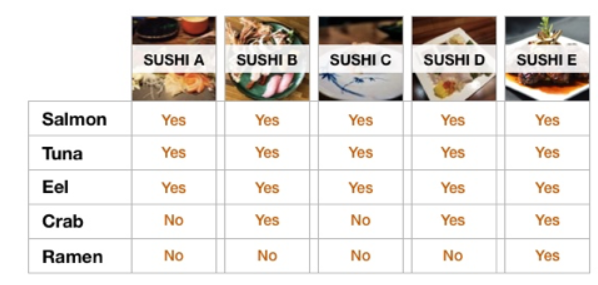 SUSHI A SUSHI B SUSHI C SUSHI D SUSHI E
Salmon Yes Yes Yes Yes Yes
Tuna Yes Yes Yes Yes Yes
Eel Yes Yes Yes Yes Yes
Crab No Yes No Yes Yes
Ramen No No No No Yes